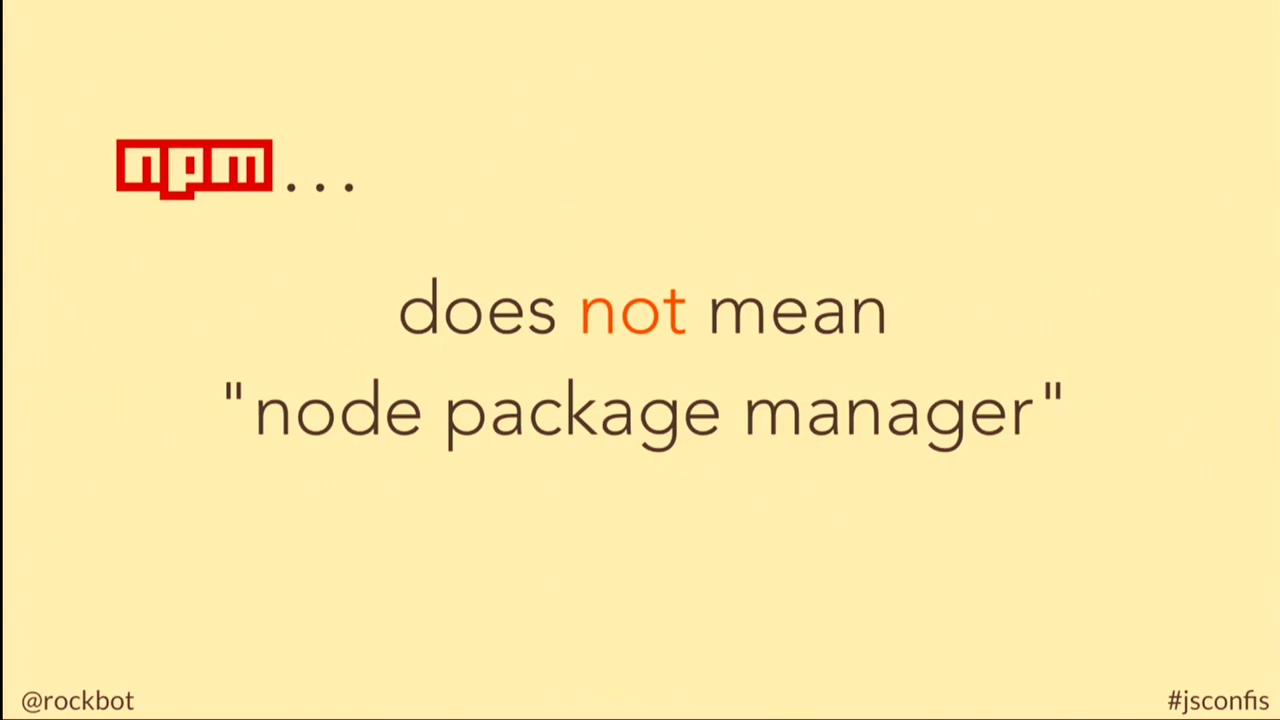 npm...
does not mean
"node package manager"
@rockbot
#jsconfis